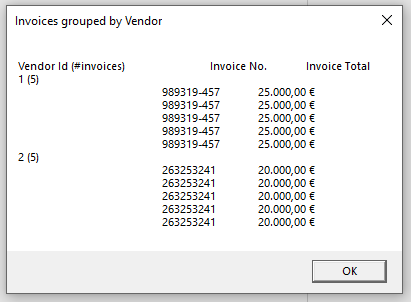 Invoices grouped by Vendor
Vendor Id (#invoices) Invoice No. Invoice Total
1 (5)
989319-457 25.000,00 €
989319-457 25.000,00 €
989319-457 25.000,00 €
989319-457 25.000,00 €
989319-457 25.000,00 €
2 (5)
263253241 20.000,00 €
263253241 20.000,00 €
263253241 20.000,00 €
263253241 20.000,00 €
263253241 20.000,00 €
OK